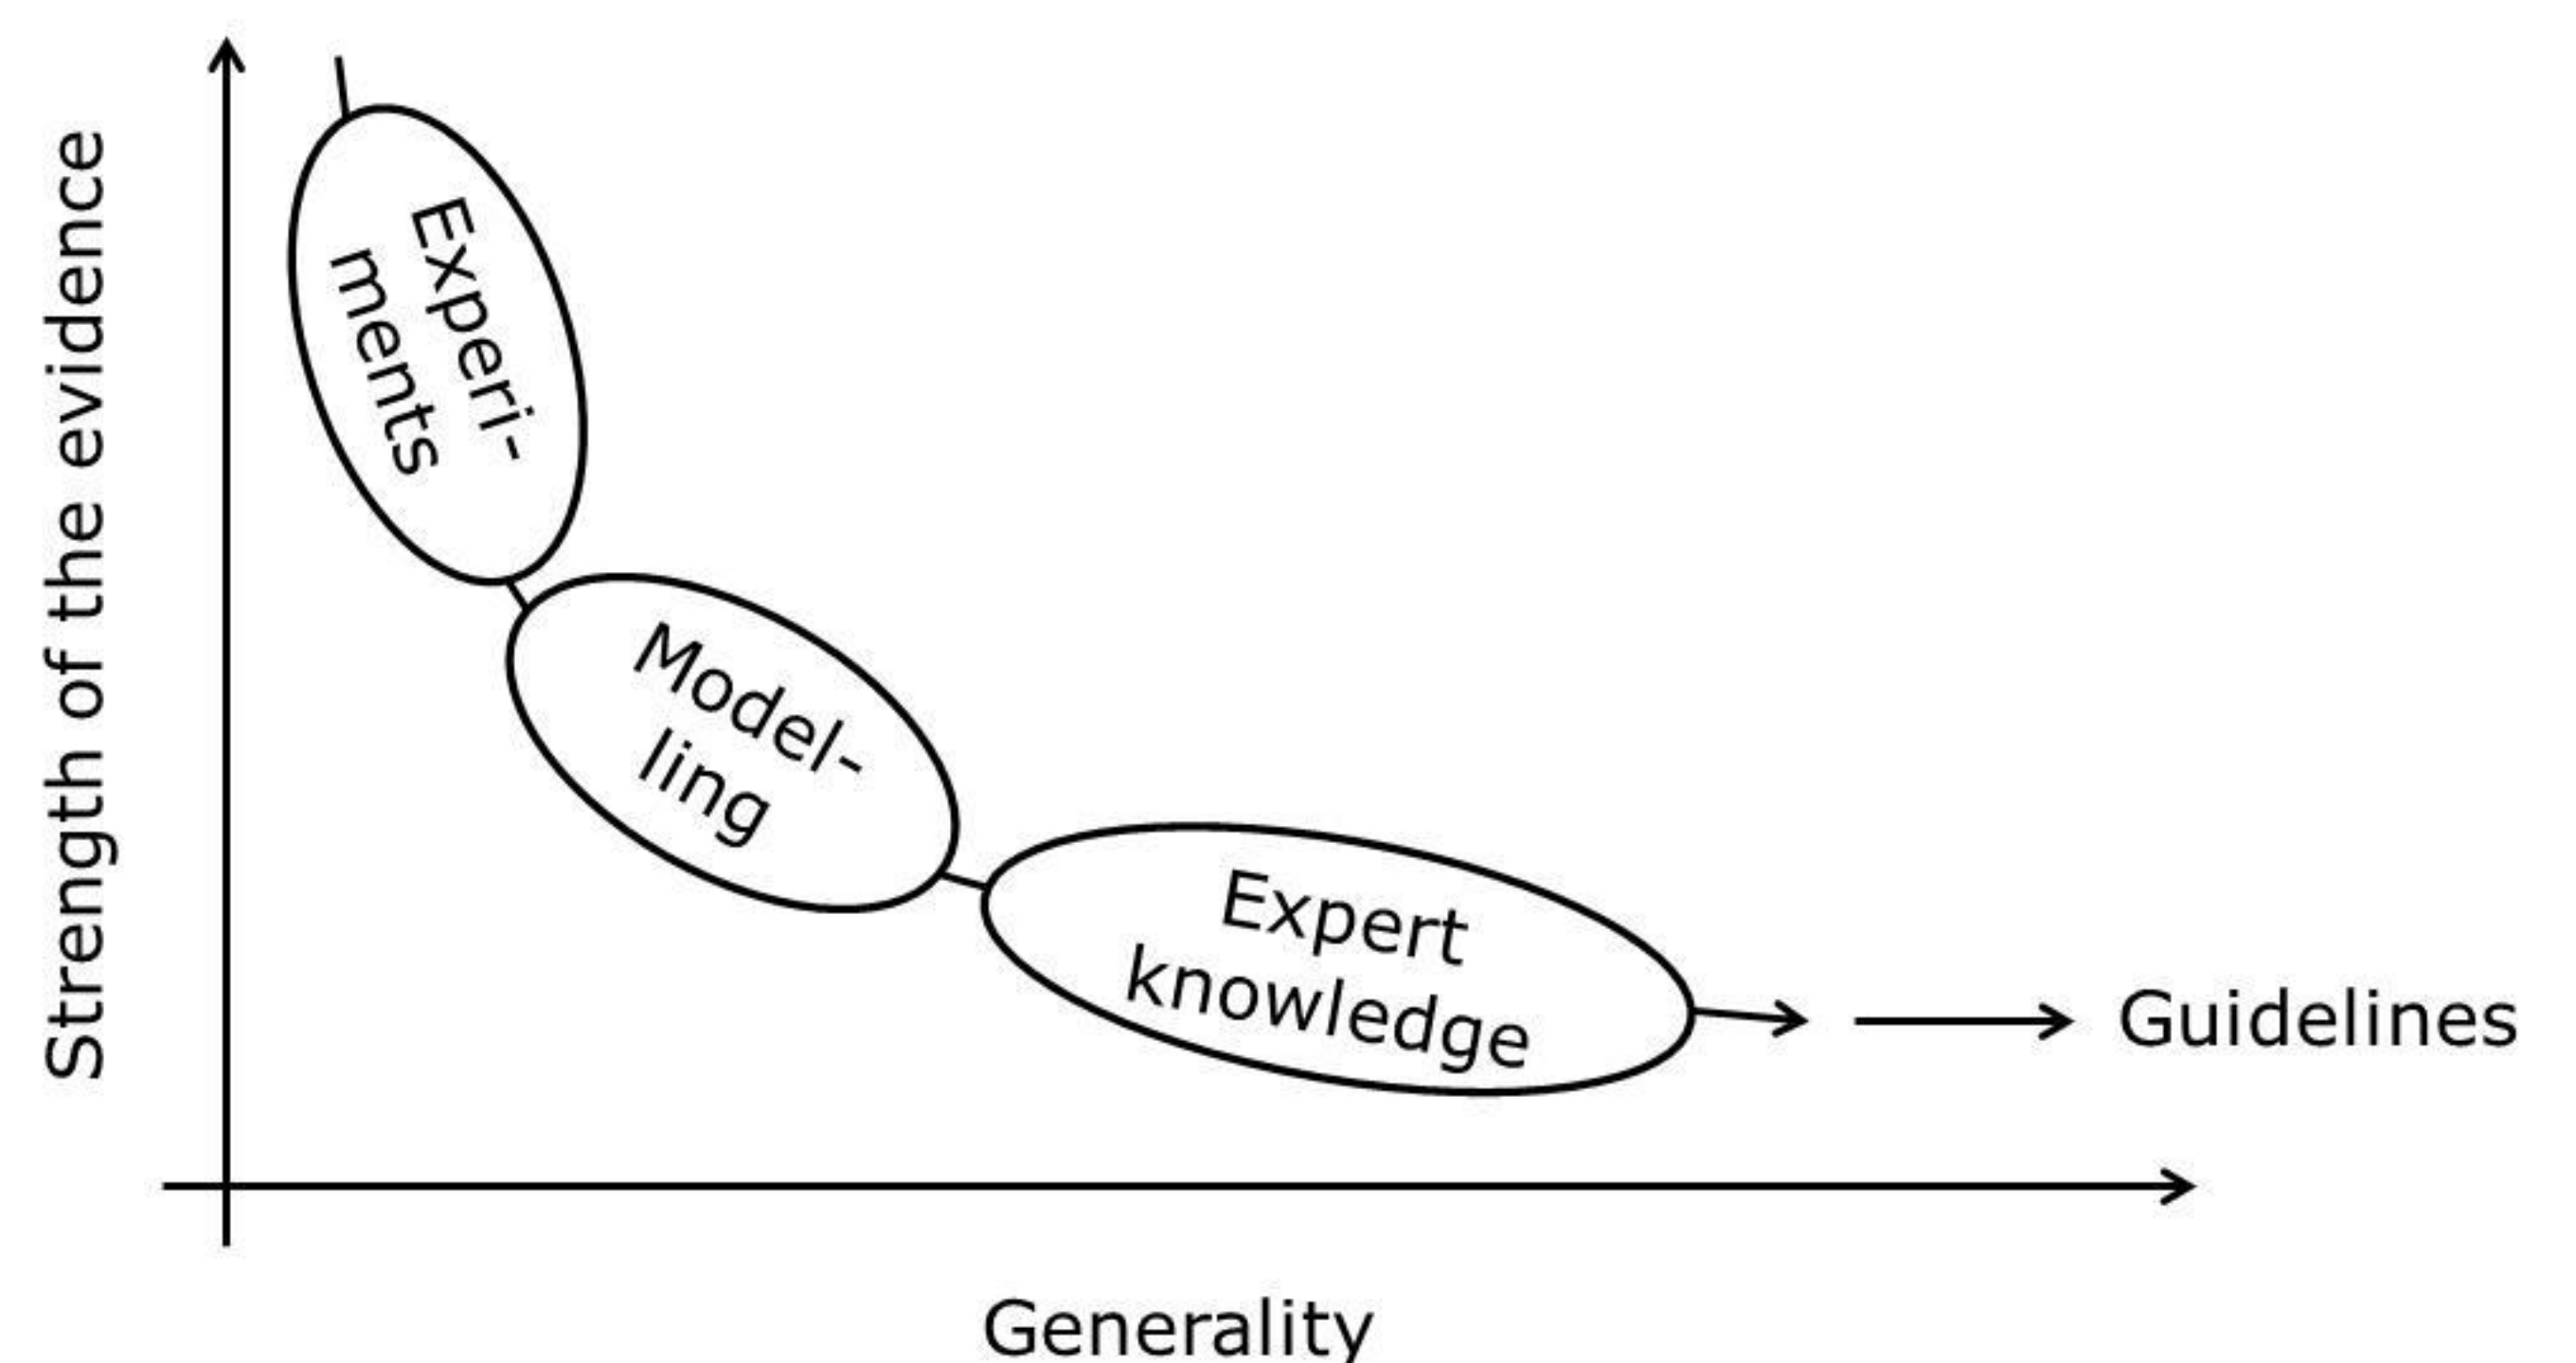 Strength of the evidence
Experi-
ments
Model-
ling
Expert
knowledge
Guidelines
Generality